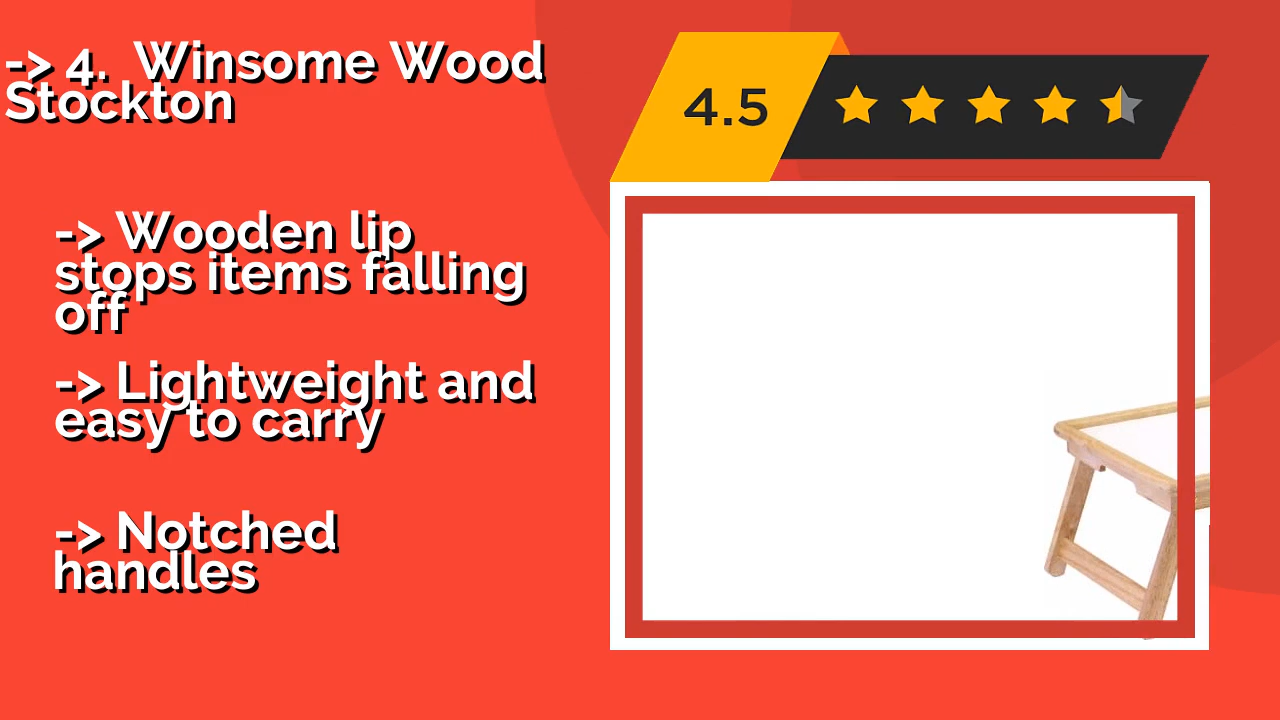 -> 4. Winsome Wood
Stockton
4.5
-> Wooden lip
stops items falling
off
-> Lightweight and
easy to carry
-> Notched
handles